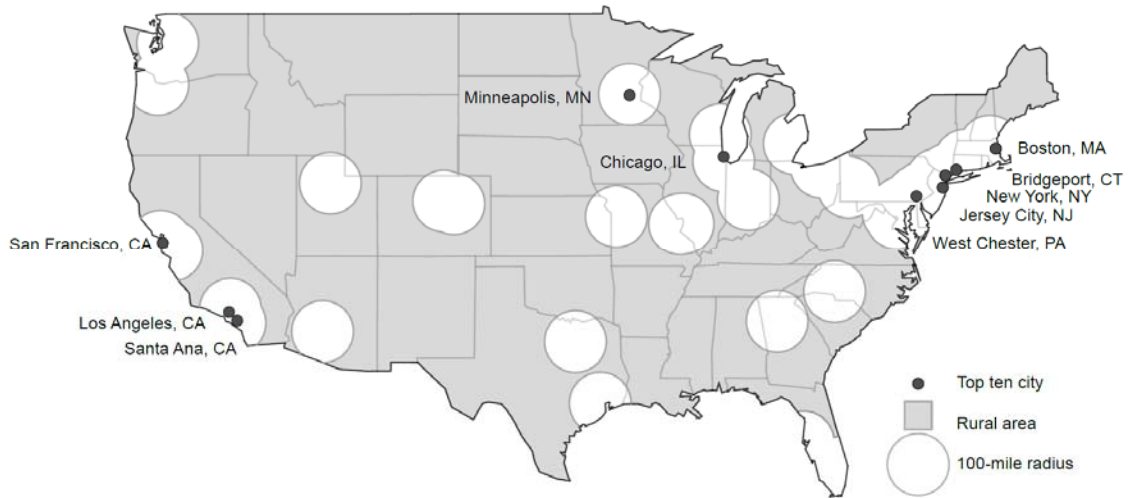 Minneapolis, MN
Chicago, IL
Boston, MA
Bridgeport, CT
New York, NY
Jersey City, NJ
West Chester, PA
San Francisco, CA
Los Angeles, CA
Santa Ana, CA
Top ten city
Rural area
100-mile radius